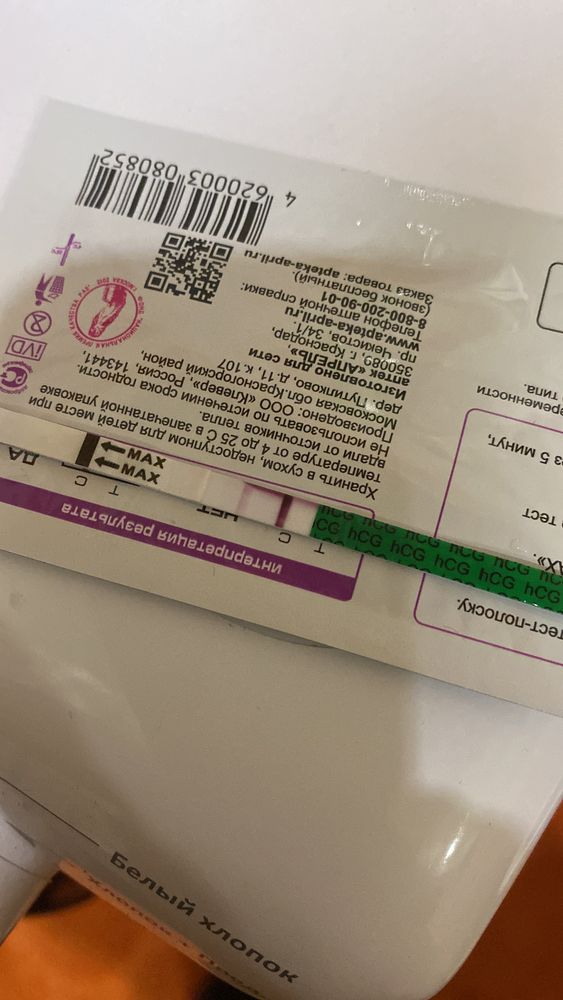 Хранить в сухом, недоступном для детей месте при
температуре от 4 до 25 С в запечатанной упаковке
вдали от источников тепла.
Не использовать по истечении срока годности.
Произведено: ООО «Клевер», Россия, 143441,
Московская обл.Красногорский район,
дер. Путилково, д.11, к 107
Изготовлено для сети
аптек «АПРЕЛЬ»
350089, г. Краснодар,
пр. Чекистов, 34/1,
www.apteka-april.ru
Телефон аптечной справки:
8-800-200-90-01
(звонок бесплатный).
Заказ товара: apteka-april.ru
4 620003 080852
IVD
интерпретация результата
T C
НЕТ
T C
ДА
MAX
MAX
hCG hCG hCG hCG hCG
тест-полоску.
тест
типа.
Белый хлопок